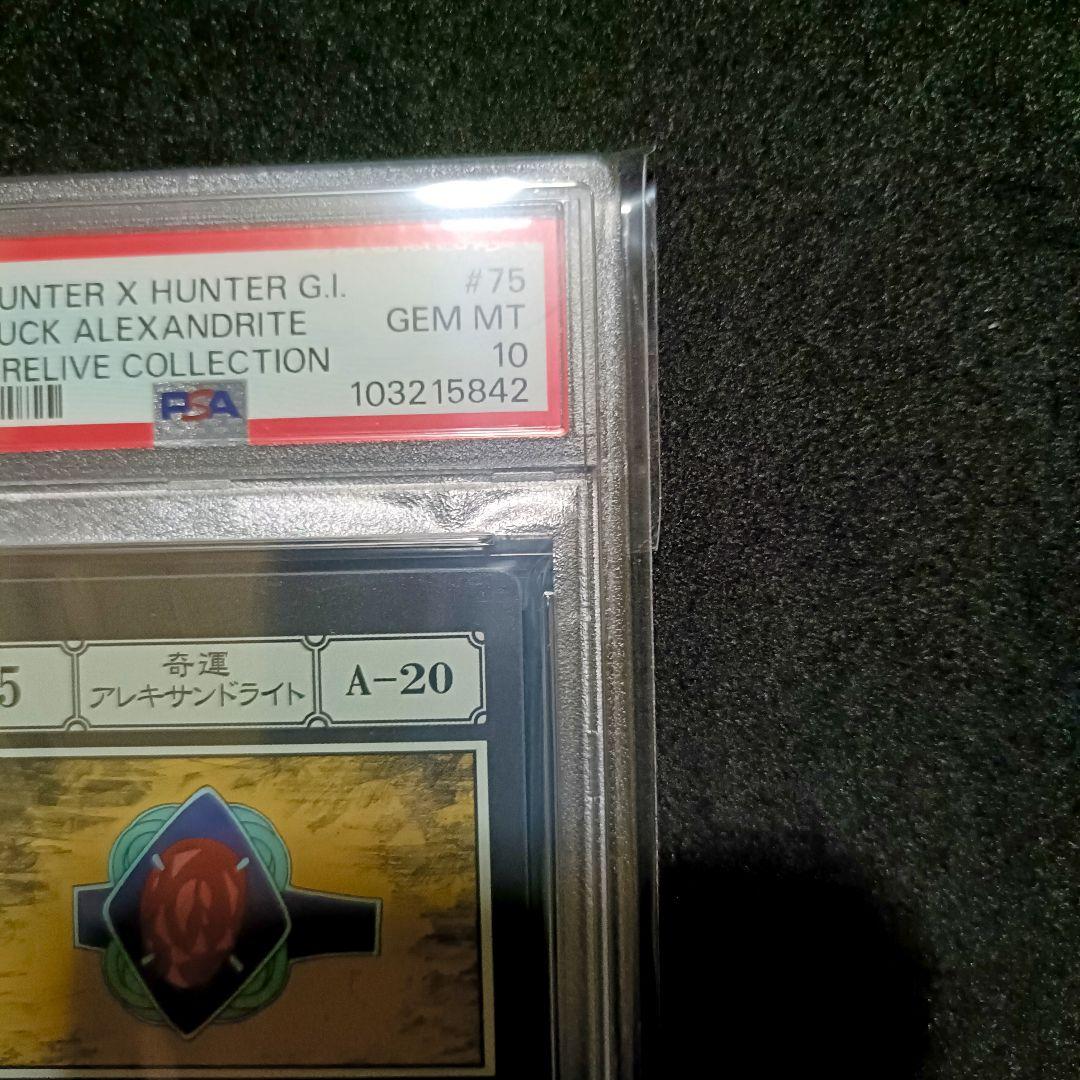 UNTER X HUNTER G.I. #75
UCK ALEXANDRITE GEM MT
RELIVE COLLECTION 10
PSA 103215842
5 奇運 アレキサンドライト A-20